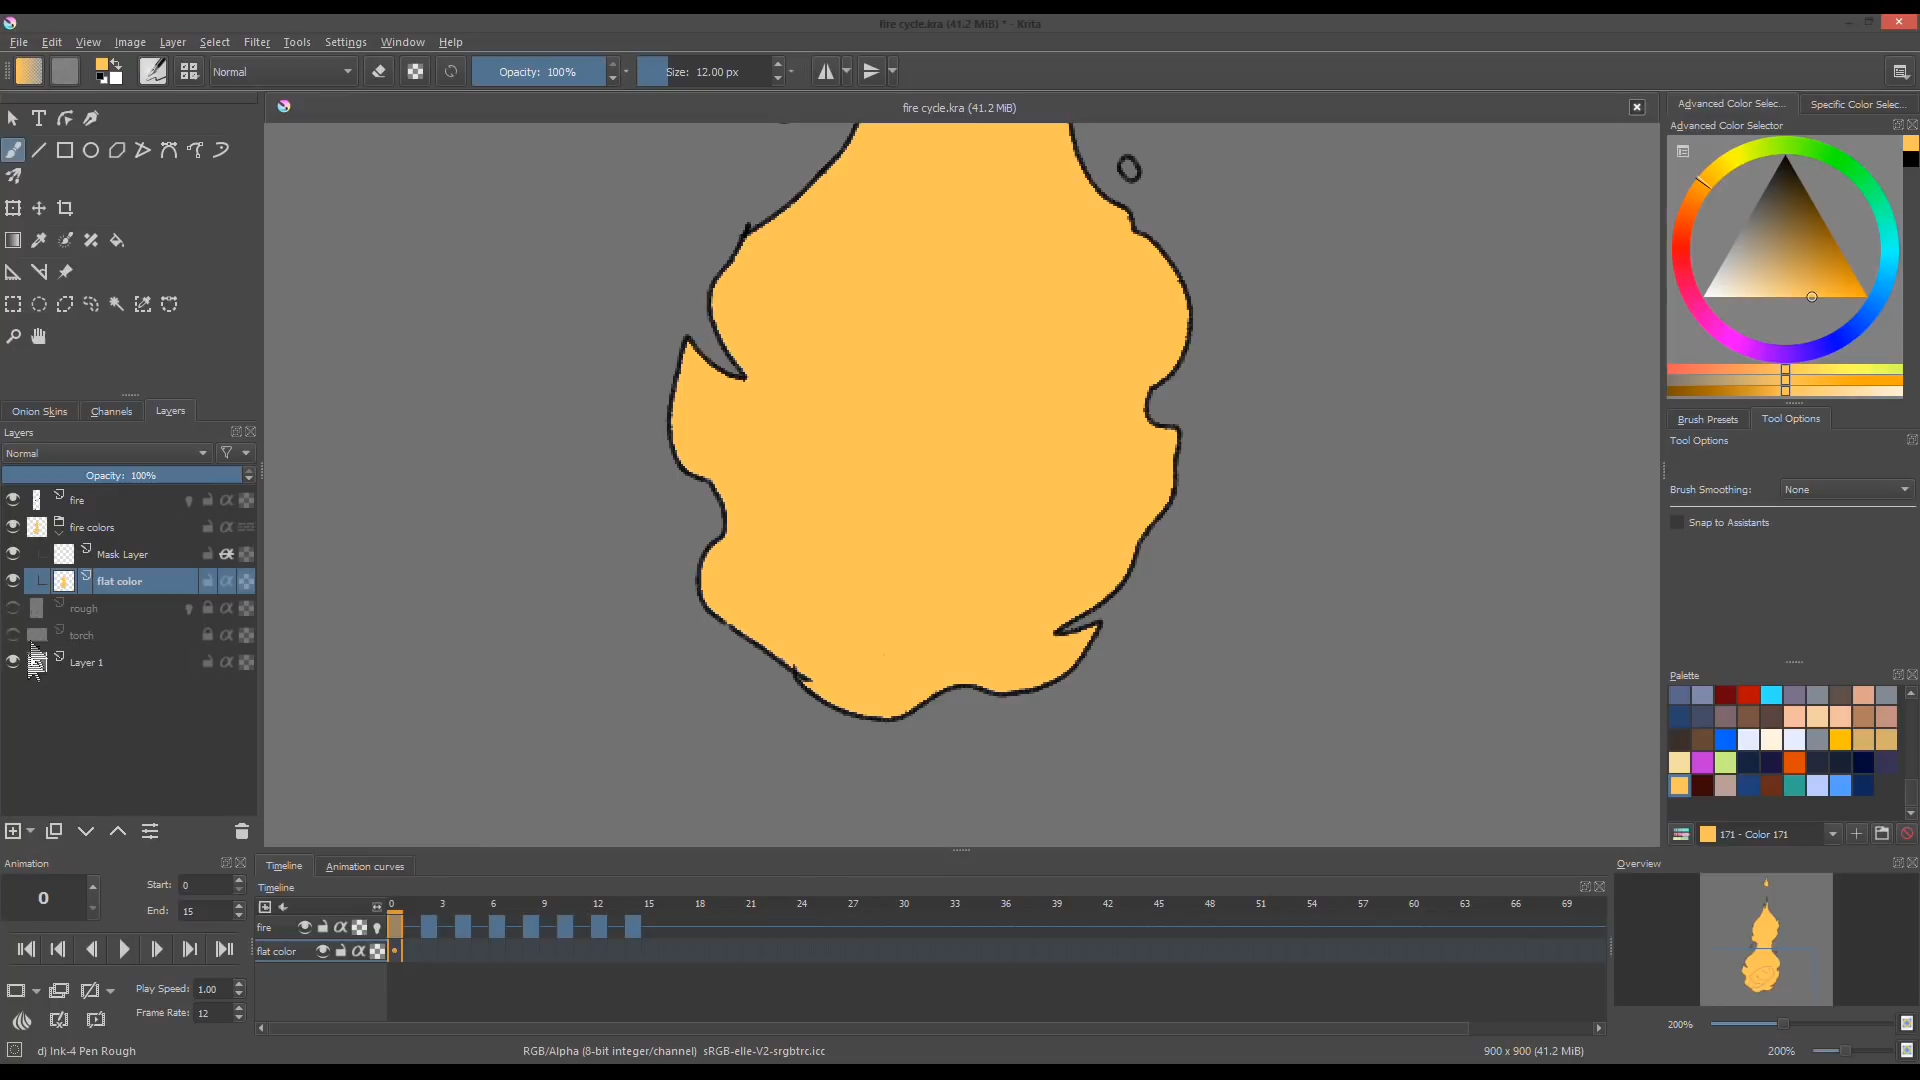 fire cycle.kra (41.2 MiB) * - Krita
File Edit View Image Layer Select Filter Tools Settings Window Help
Normal Opacity: 100% Size: 12.00 px
fire cycle.kra (41.2 MiB)
Advanced Color Selec... Specific Color Selec...
Advanced Color Selector
Onion Skins Channels Layers
Layers
Normal
Opacity: 100%
fire
fire colors
Mask Layer
flat color
rough
torch
Layer 1
Brush Presets Tool Options
Tool Options
Brush Smoothing: None
Snap to Assistants
Palette
171 - Color 171
Animation
0
Start: 0
End: 15
Play Speed: 1.00
Frame Rate: 12
Timeline Animation curves
Timeline
0 3 6 9 12 15 18 21 24 27 30 33 36 39 42 45 48 51 54 57 60 63 66 69
fire
flat color
Overview
200%
d) Ink-4 Pen Rough
RGB/Alpha (8-bit integer/channel) sRGB-elle-V2-srgbtrc.icc
900 x 900 (41.2 MiB)
200%